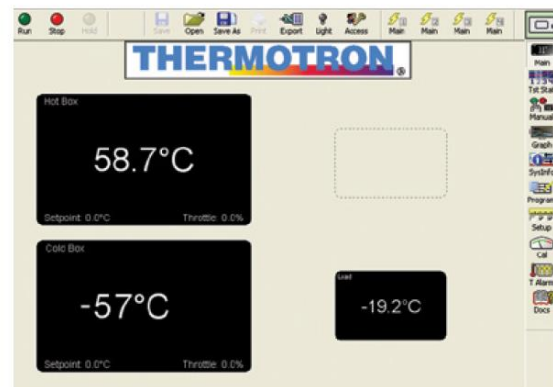 Run Stop Hold Save Open Save As Print Export Light Access Main Main Main Main
THERMOTRON®
Main
Hot Box
58.7°C
Setpoint: 0.0°C Throttle: 0.0%
Tst Stat
Manual
Graph
SysInfo
Program
Setup
Cal
T Alarm
Docs
Cold Box
-57°C
Setpoint: 0.0°C Throttle: 0.0%
Load
-19.2°C